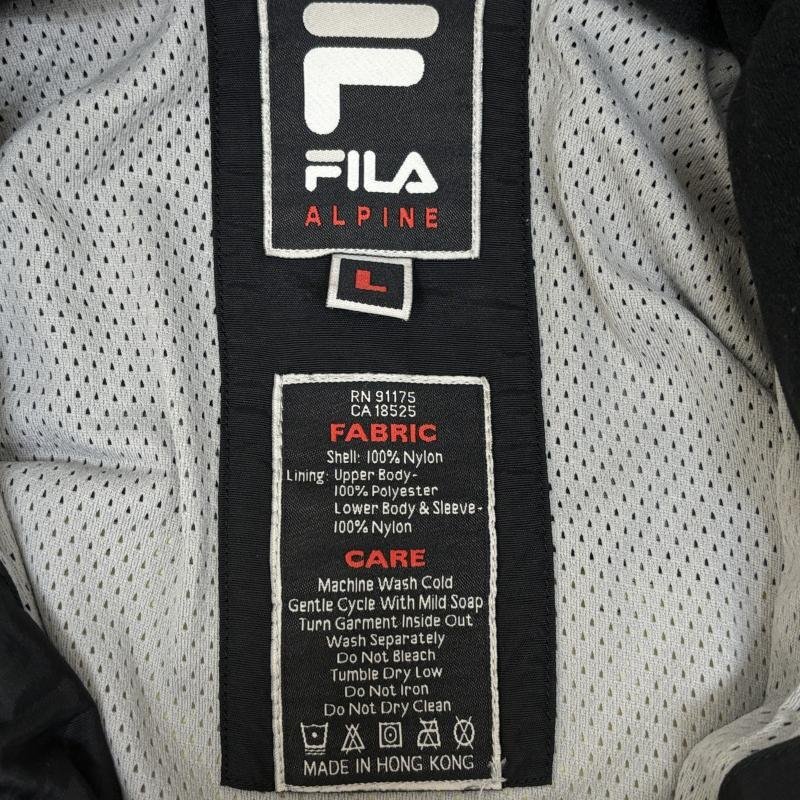 FILA
ALPINE
L
RN 91175
CA 18525
FABRIC
Shell: 100% Nylon
Lining: Upper Body-
100% Polyester
Lower Body & Sleeve-
100% Nylon
CARE
Machine Wash Cold
Gentle Cycle With Mild Soap
Turn Garment Inside Out
Wash Separately
Do Not Bleach
Tumble Dry Low
Do Not Iron
Do Not Dry Clean
MADE IN HONG KONG